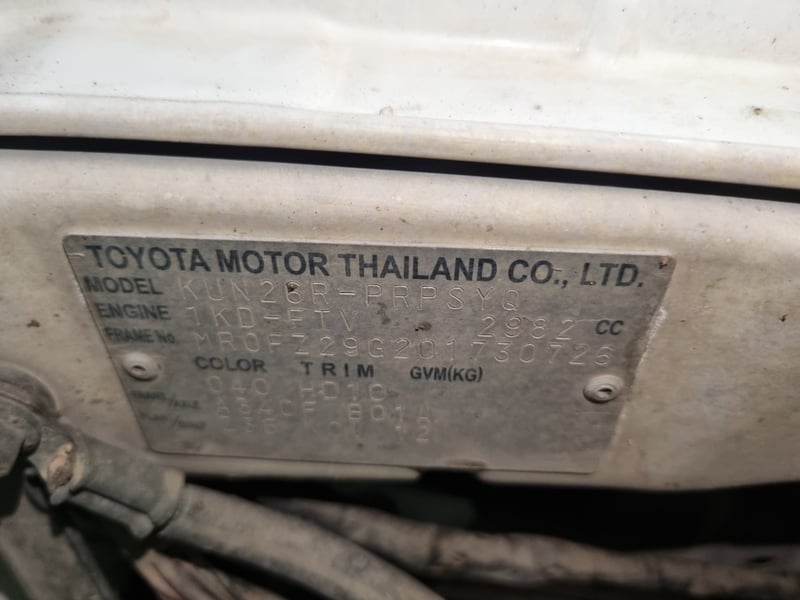 TOYOTA MOTOR THAILAND CO., LTD.
MODEL KUN26R-PRPSYQ
ENGINE 1KD-FTV 2982 CC
FRAME No. MR0FZ29G201730726
COLOR TRIM GVM(KG)
040 HD10
B01A